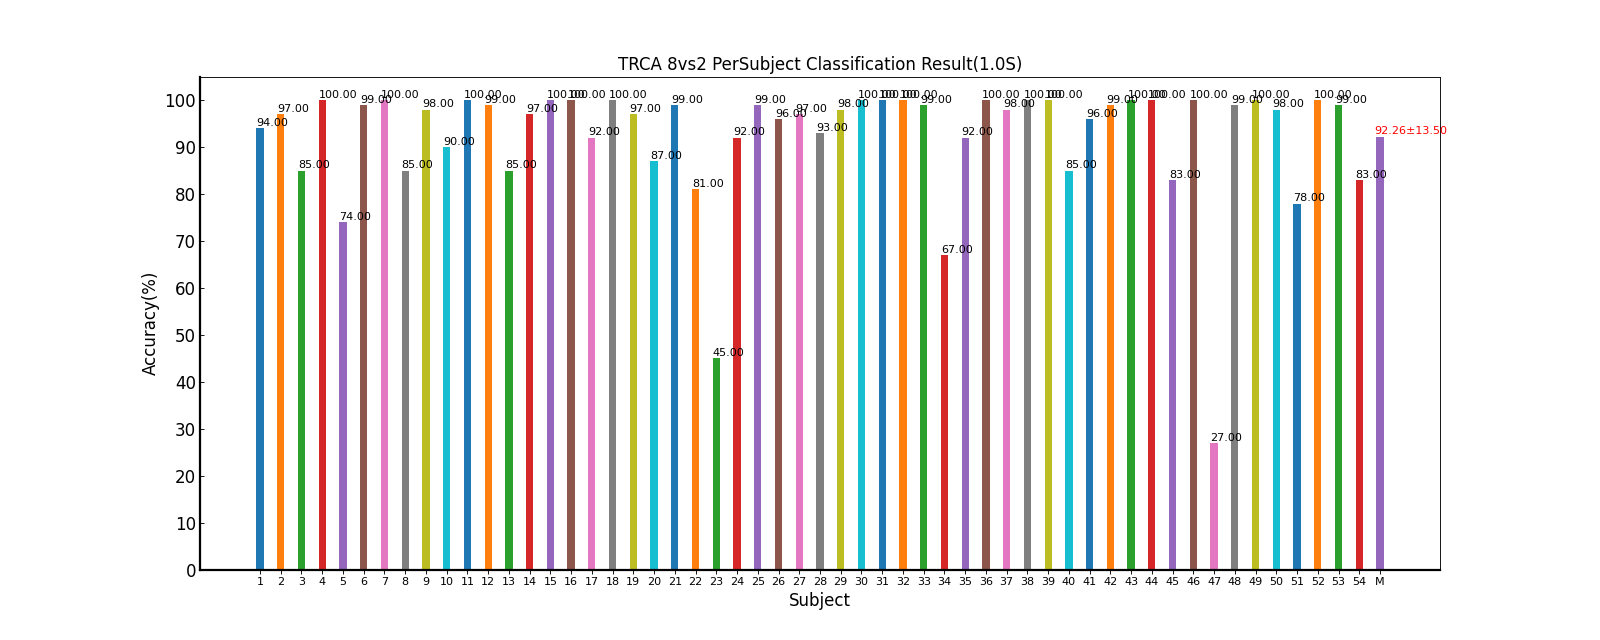 TRCA 8vs2 PerSubject Classification Result(1.0S)
Accuracy(%)
100
90
80
70
60
50
40
30
20
10
0
94.00 97.00 85.00 100.00 74.00 99.00 100.00 85.00 98.00 90.00 100.00 99.00 85.00 97.00 100.00 100.00 92.00 100.00 97.00 87.00 99.00 81.00 45.00 92.00 99.00 96.00 97.00 93.00 98.00 100.00 100.00 100.00 99.00 67.00 92.00 100.00 98.00 100.00 100.00 85.00 96.00 99.00 100.00 100.00 83.00 100.00 27.00 99.00 100.00 98.00 78.00 100.00 99.00 83.00 92.26±13.50
1 2 3 4 5 6 7 8 9 10 11 12 13 14 15 16 17 18 19 20 21 22 23 24 25 26 27 28 29 30 31 32 33 34 35 36 37 38 39 40 41 42 43 44 45 46 47 48 49 50 51 52 53 54 M
Subject